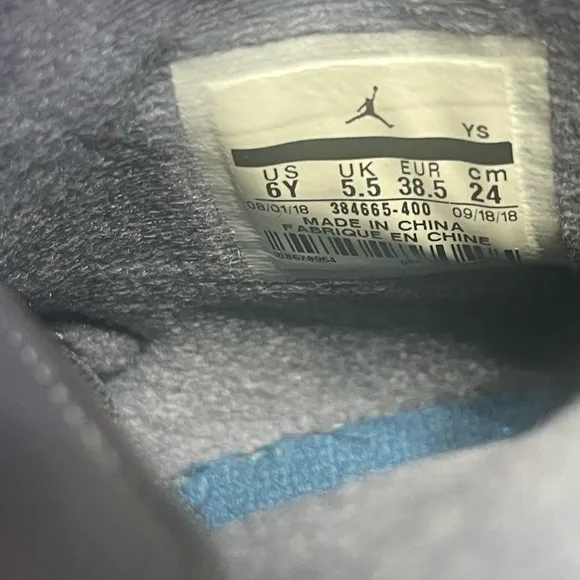 YS
US UK EUR cm
6Y 5.5 38.5 24
08/01/18 384665-400 09/18/18
MADE IN CHINA
FABRIQUE EN CHINE